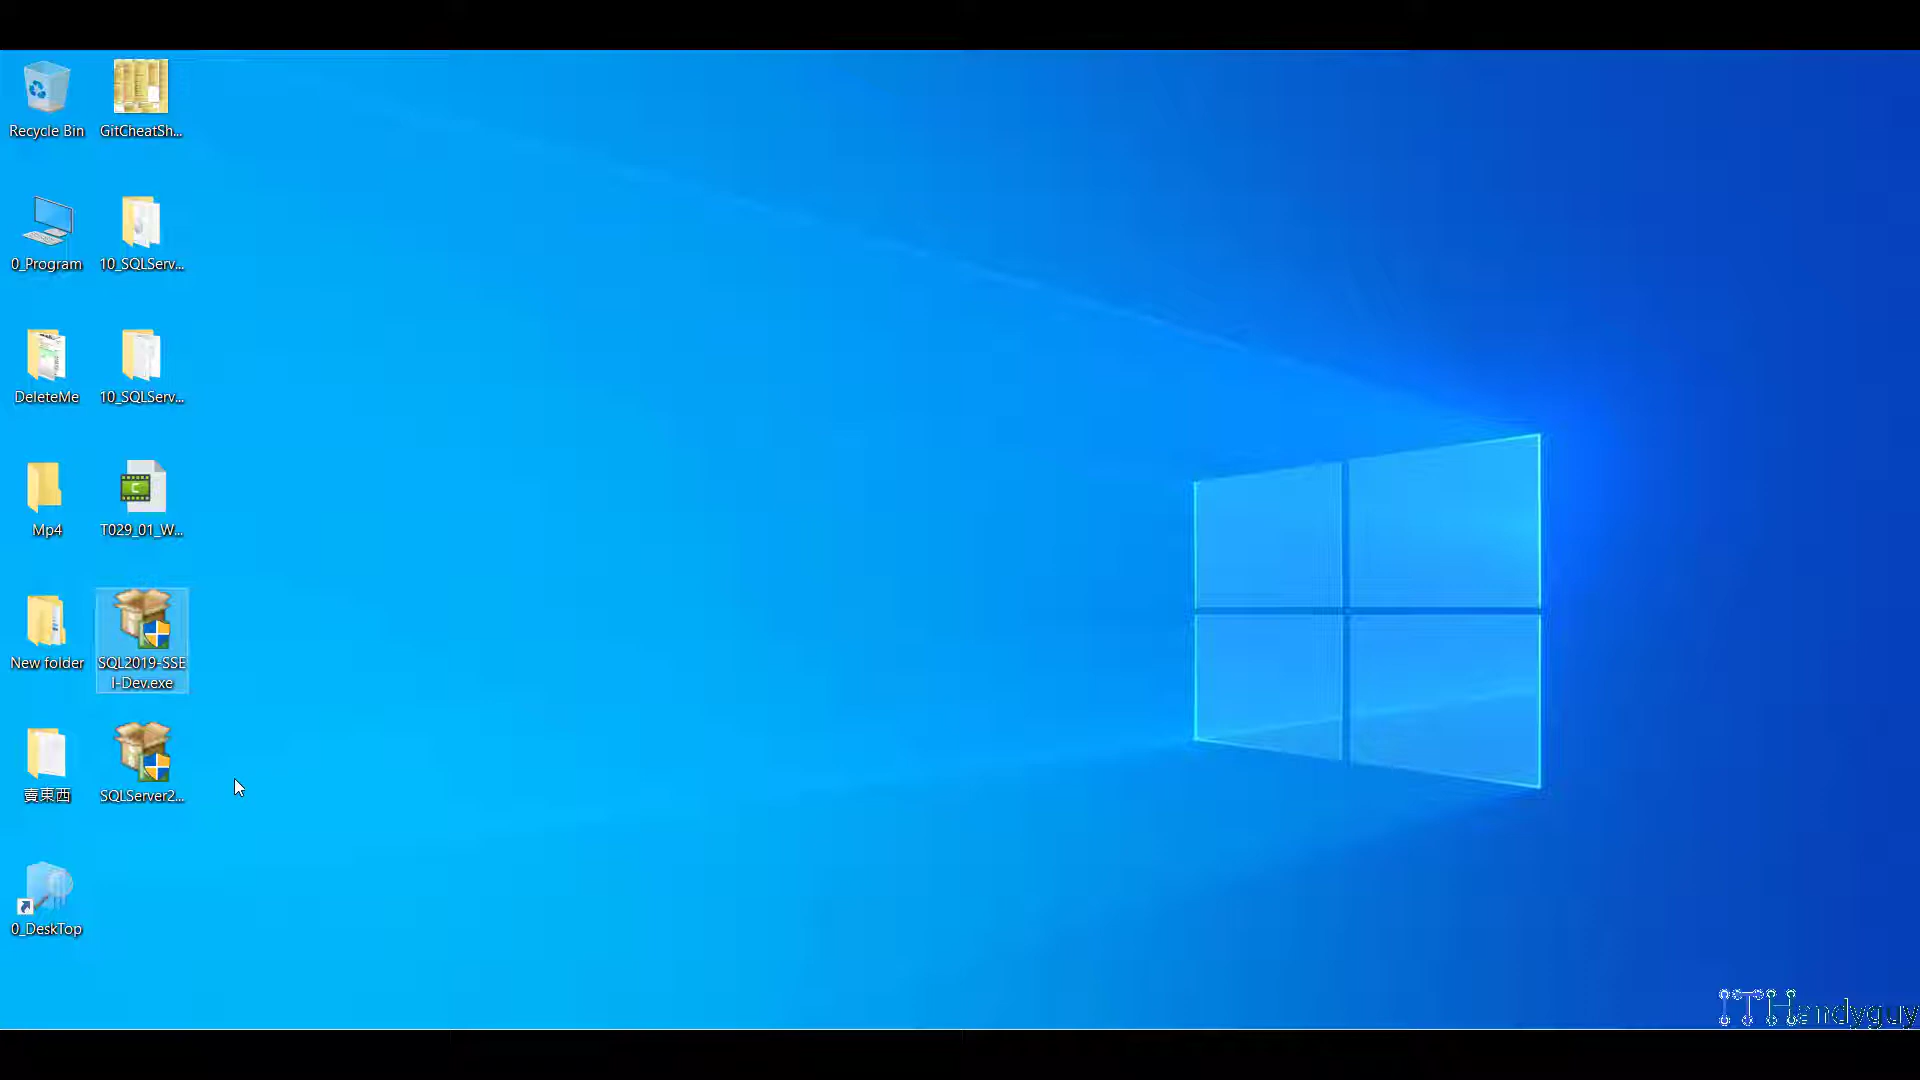 Recycle Bin
GitCheatSh...
0_Program
10_SQLServ...
DeleteMe
10_SQLServ...
Mp4
T029_01_W...
New folder
SQL2019-SSE
I-Dev.exe
賣東西
SQLServer2...
0_DeskTop
ITHandyguy